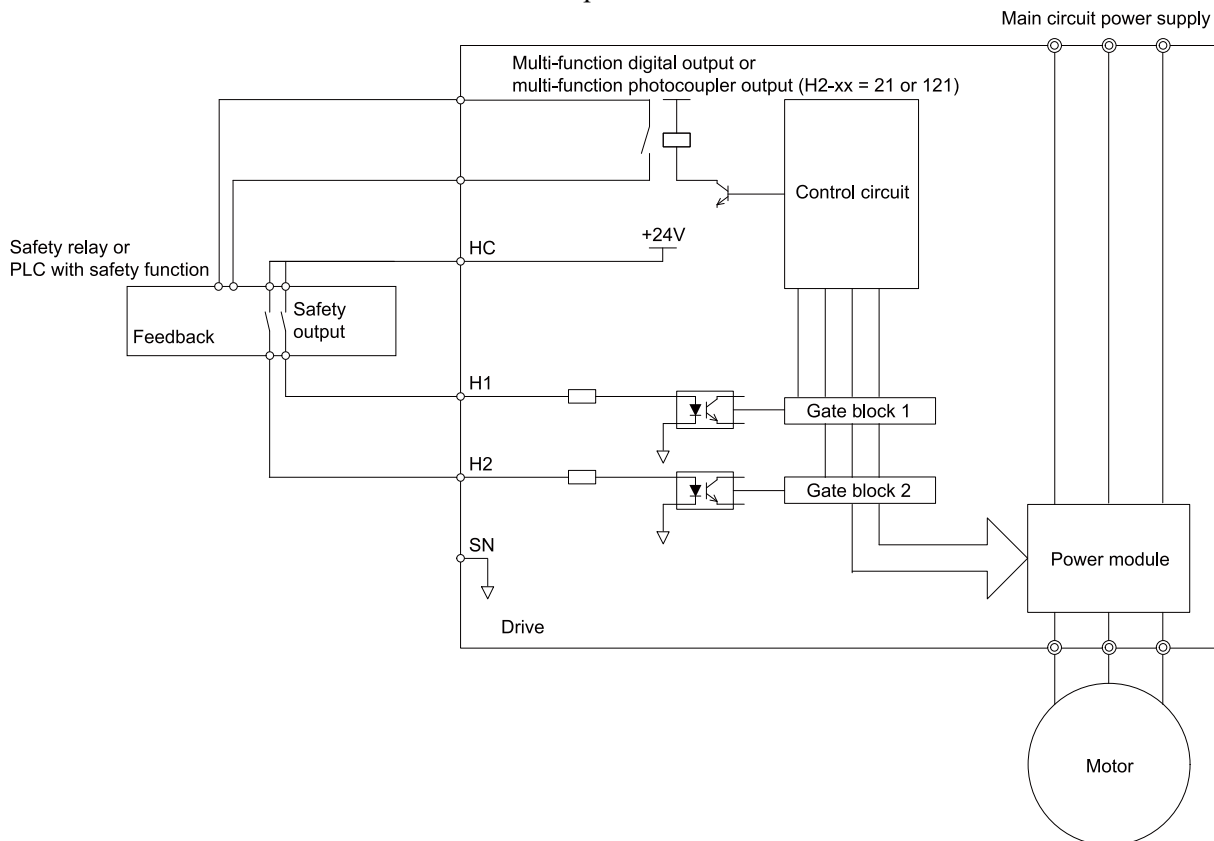 Main circuit power supply
Multi-function digital output or
multi-function photocoupler output (H2-xx = 21 or 121)
Control circuit
+24V
HC
Safety relay or
PLC with safety function
Safety
output
Feedback
H1
Gate block 1
H2
Gate block 2
SN
Power module
Drive
Motor